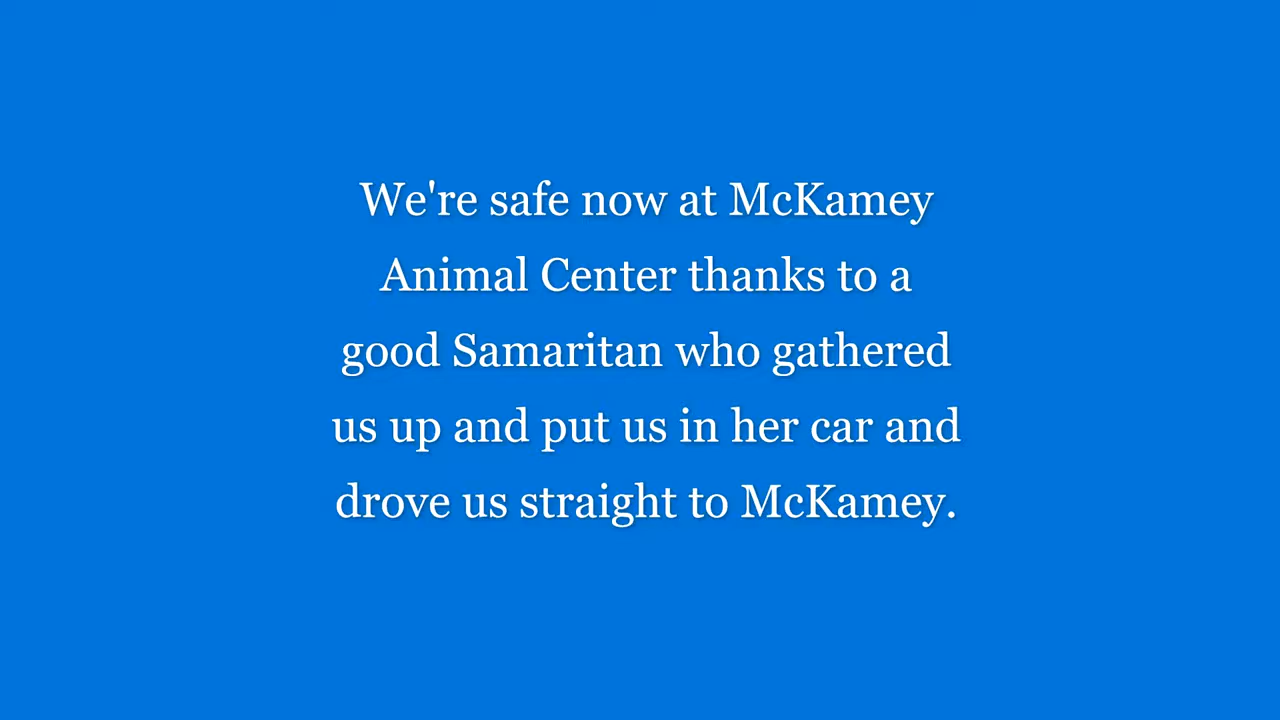 We're safe now at McKamey
Animal Center thanks to a
good Samaritan who gathered
us up and put us in her car and
drove us straight to McKamey.